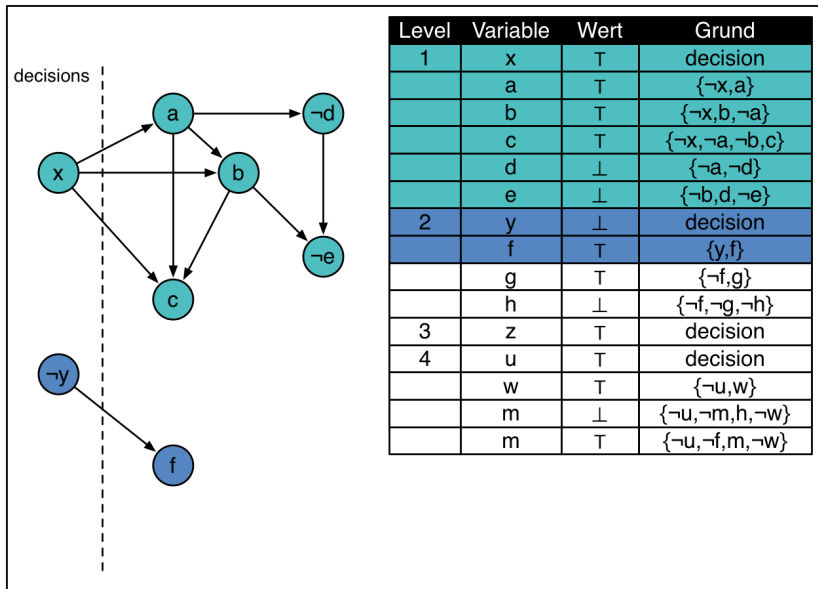 decisions
x
a
¬d
b
¬e
c
¬y
f
Level Variable Wert Grund
1 x ⊤ decision
a ⊤ {¬x,a}
b ⊤ {¬x,b,¬a}
c ⊤ {¬x,¬a,¬b,c}
d ⊥ {¬a,¬d}
e ⊥ {¬b,d,¬e}
2 y ⊥ decision
f ⊤ {y,f}
g ⊤ {¬f,g}
h ⊥ {¬f,¬g,¬h}
3 z ⊤ decision
4 u ⊤ decision
w ⊤ {¬u,w}
m ⊥ {¬u,¬m,h,¬w}
m ⊤ {¬u,¬f,m,¬w}